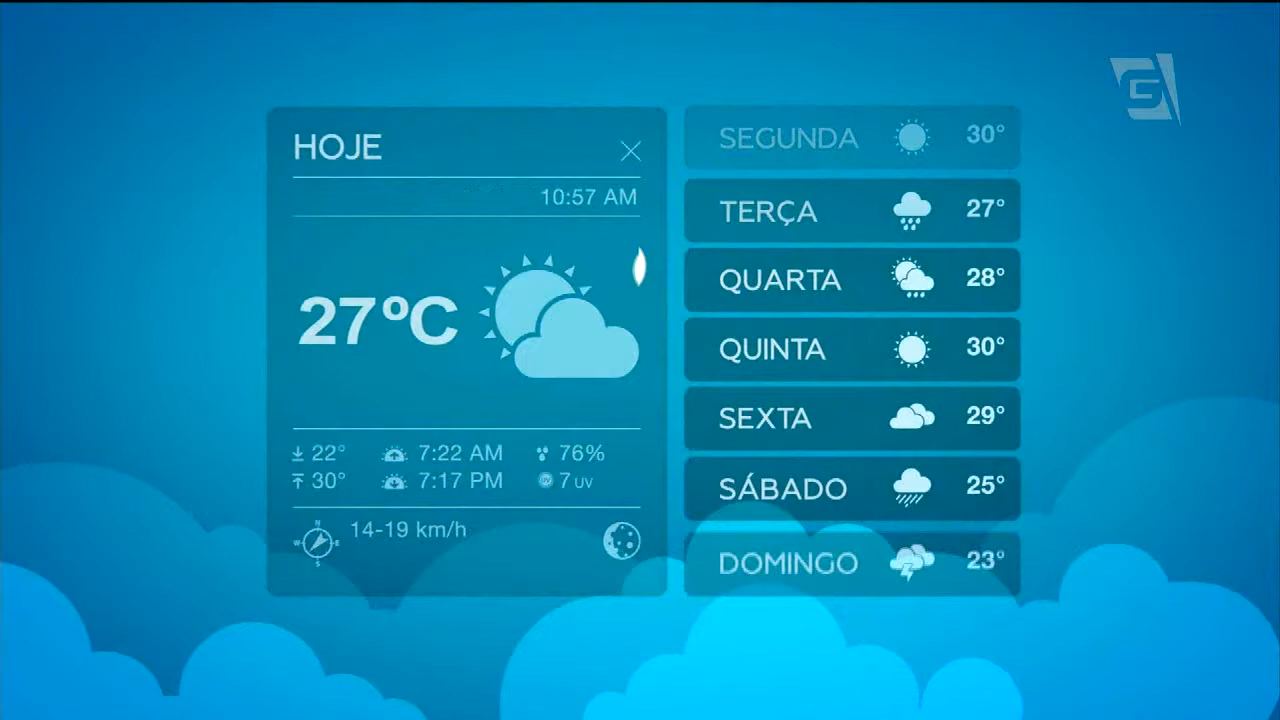 HOJE
10:57 AM
27ºC
22° 7:22 AM 76%
30° 7:17 PM 7 UV
14-19 km/h
N
W E
S
SEGUNDA 30°
TERÇA 27°
QUARTA 28°
QUINTA 30°
SEXTA 29°
SÁBADO 25°
DOMINGO 23°